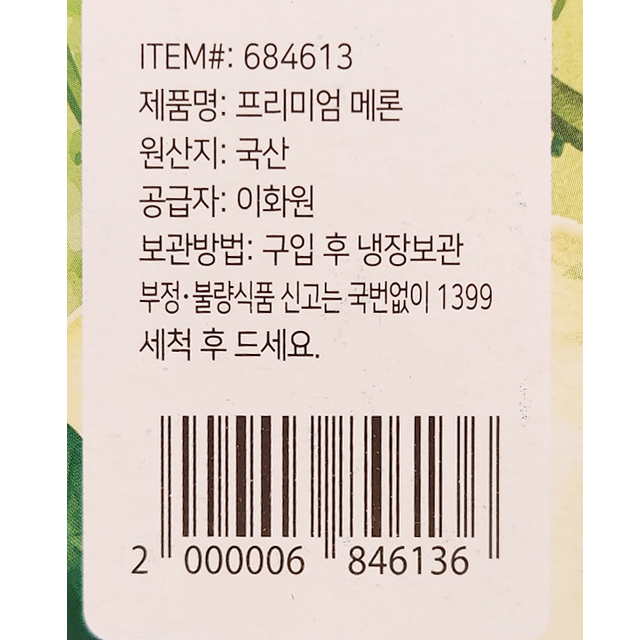 ITEM#: 684613
제품명: 프리미엄 메론
원산지: 국산
공급자: 이화원
보관방법: 구입 후 냉장보관
부정·불량식품 신고는 국번없이 1399
세척 후 드세요.
2 000006 846136